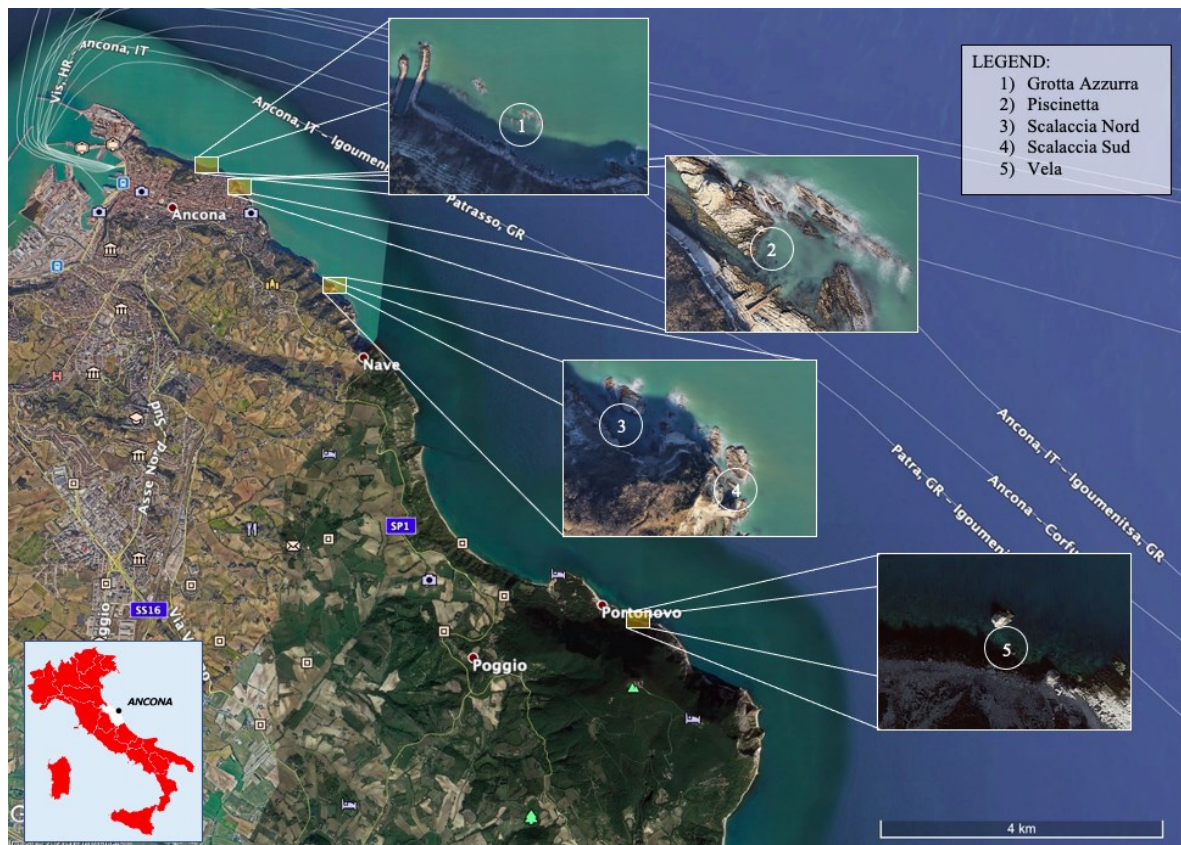 Vis, HR – Ancona, IT
Ancona, IT – Igoumeni
Patrasso, GR
LEGEND:
1) Grotta Azzurra
2) Piscinetta
3) Scalaccia Nord
4) Scalaccia Sud
5) Vela
1
2
Ancona
Nave
3
4
Asse Nord – Sud
SP1
Ancona, IT – Igoumenitsa, GR
Ancona – Corfu
Patra, GR – Igoumeni
H
SS16
Via V
Portonovo
Poggio
5
ANCONA
4 km